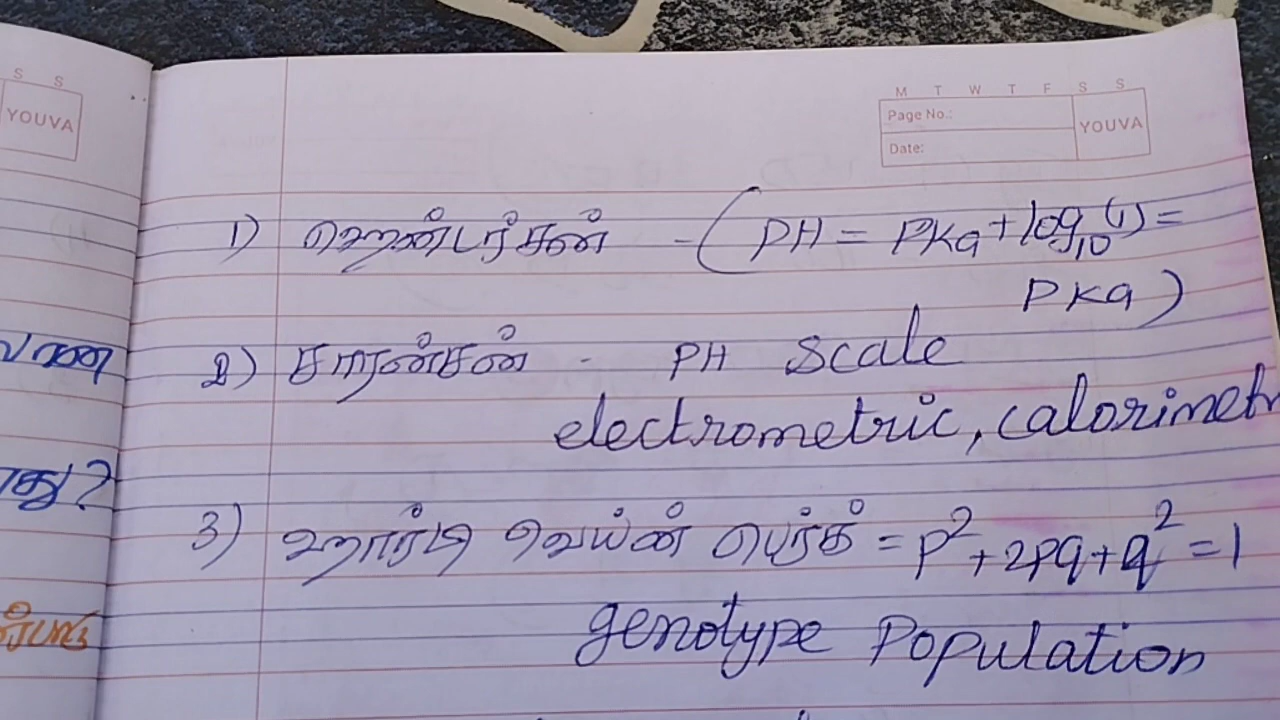 S S
YOUVA
M T W T F S S
Page No.:
YOUVA
Date:
1) ஹெண்டர்சன் - ( PH = PKa + log10 (1) =
PKa )
2) சாரன்சன் - PH scale
electrometric, calorimetr
3) ஹார்டி வெய்ன் பெர்க் = p² + 2pq + q² = 1
genotype Population